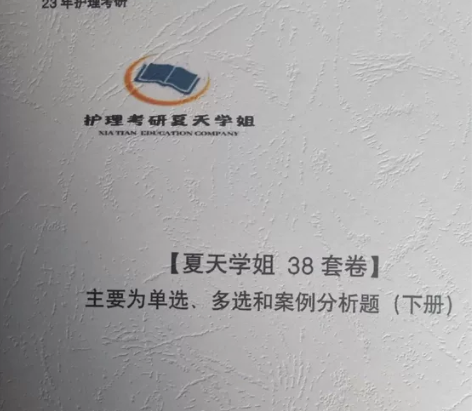 23年护理考研
护理考研夏天学姐
XIA TIAN EDUCATION COMPANY
【夏天学姐 38 套卷】
主要为单选、多选和案例分析题（下册）